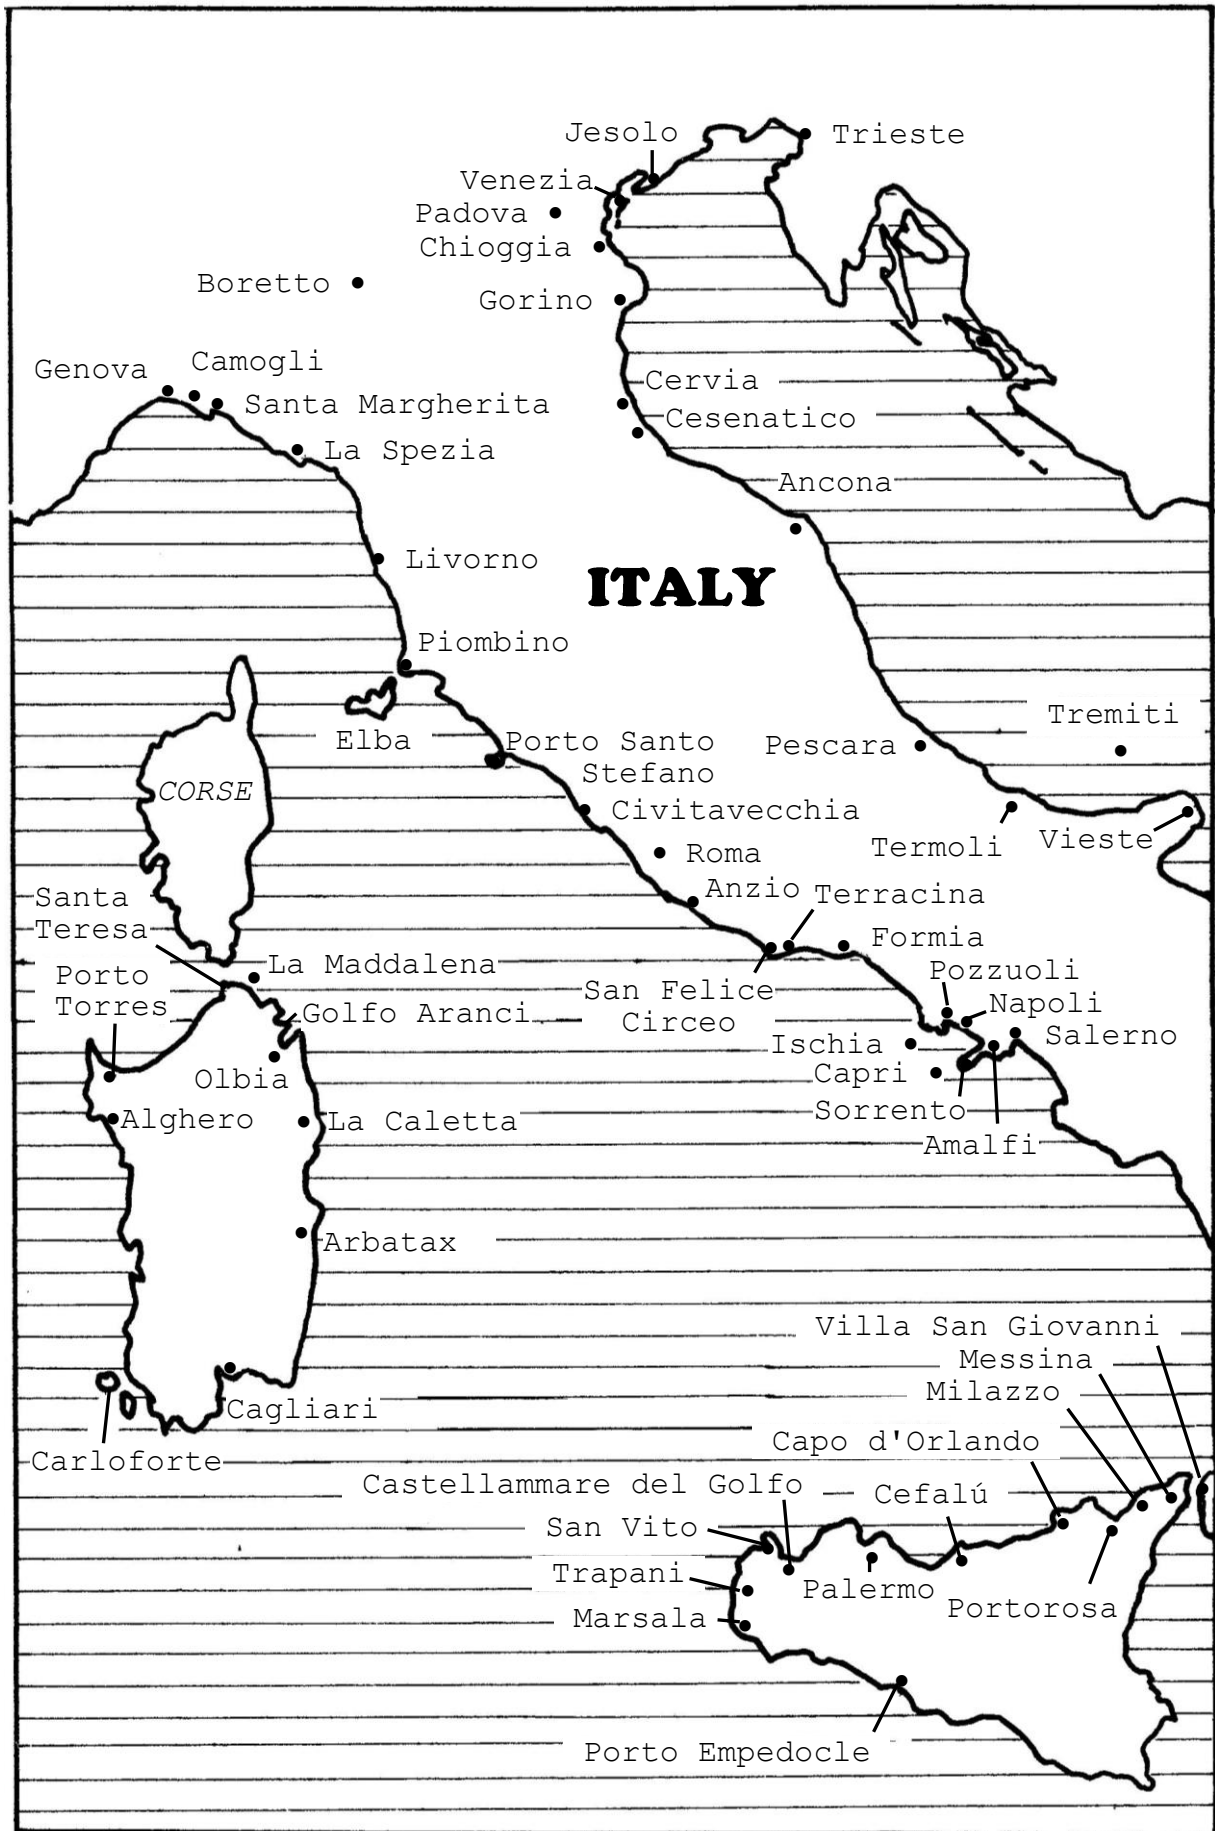 Jesolo
Trieste
Venezia
Padova
Chioggia
Boretto
Gorino
Genova
Camogli
Santa Margherita
Cervia
Cesenatico
La Spezia
Ancona
Livorno
ITALY
Piombino
Elba
Porto Santo
Stefano
Pescara
Tremiti
CORSE
Civitavecchia
Termoli
Vieste
Roma
Santa
Teresa
Anzio
Terracina
Formia
La Maddalena
Porto
Torres
San Felice
Circeo
Pozzuoli
Napoli
Golfo Aranci
Salerno
Ischia
Olbia
Capri
Sorrento
Alghero
La Caletta
Amalfi
Arbatax
Villa San Giovanni
Messina
Milazzo
Cagliari
Capo d'Orlando
Carloforte
Castellammare del Golfo
Cefalú
San Vito
Trapani
Palermo
Portorosa
Marsala
Porto Empedocle